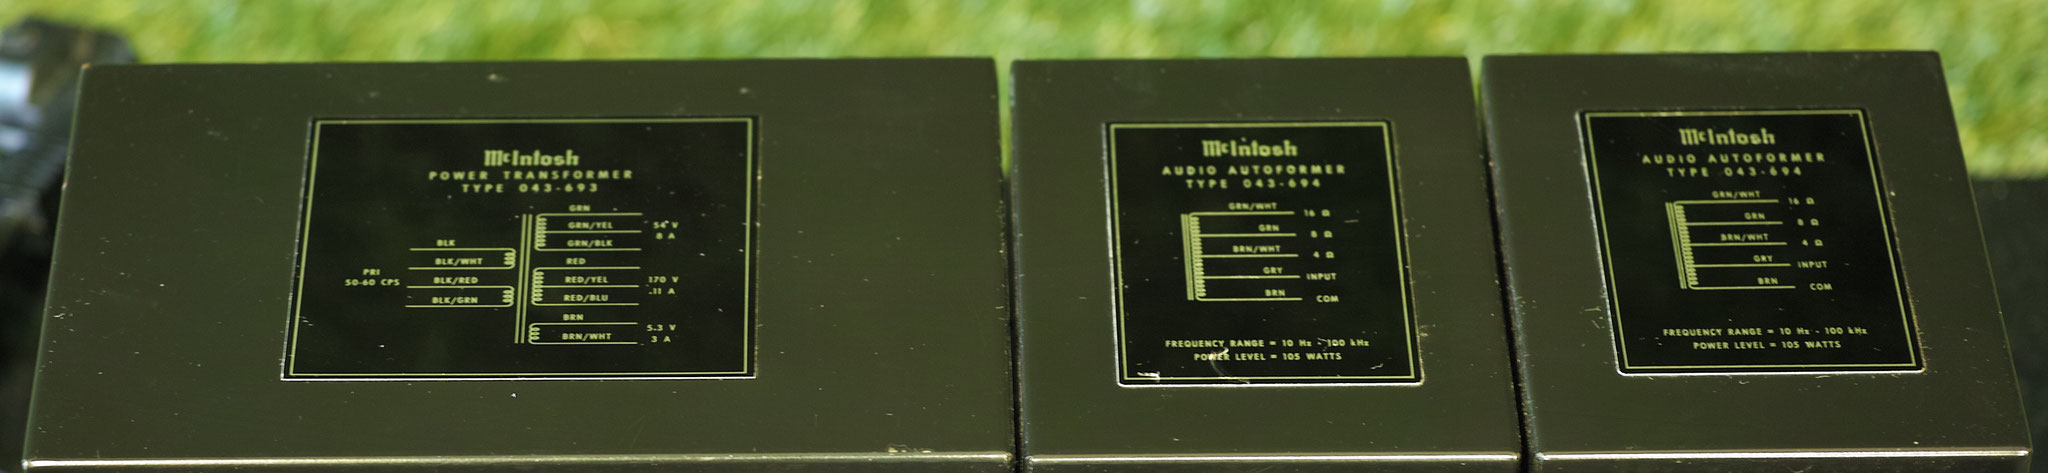 McIntosh
POWER TRANSFORMER
TYPE 043-693
GRN
GRN/YEL 54 V
8 A
GRN/BLK
BLK
BLK/WHT
RED
PRI
50-60 CPS
BLK/RED
RED/YEL 170 V
.11 A
BLK/GRN
RED/BLU
BRN
5.3 V
BRN/WHT
3 A
McIntosh
AUDIO AUTOFORMER
TYPE 043-694
GRN/WHT 16 Ω
GRN 8 Ω
BRN/WHT 4 Ω
GRY INPUT
BRN COM
FREQUENCY RANGE = 10 Hz - 100 kHz
POWER LEVEL = 105 WATTS
McIntosh
AUDIO AUTOFORMER
TYPE 043-694
GRN/WHT 16 Ω
GRN 8 Ω
BRN/WHT 4 Ω
GRY INPUT
BRN COM
FREQUENCY RANGE = 10 Hz - 100 kHz
POWER LEVEL = 105 WATTS